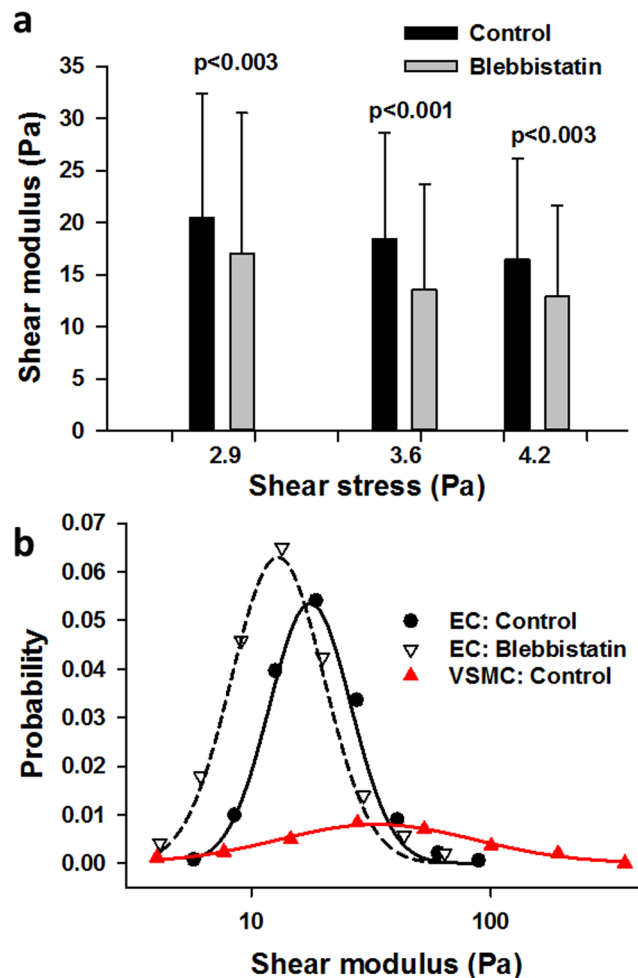 a
Control
Blebbistatin
p<0.003
p<0.001
p<0.003
35
30
25
20
15
10
5
0
Shear modulus (Pa)
2.9 3.6 4.2
Shear stress (Pa)
b
0.07
0.06
0.05
0.04
0.03
0.02
0.01
0.00
Probability
EC: Control
EC: Blebbistatin
VSMC: Control
10 100
Shear modulus (Pa)